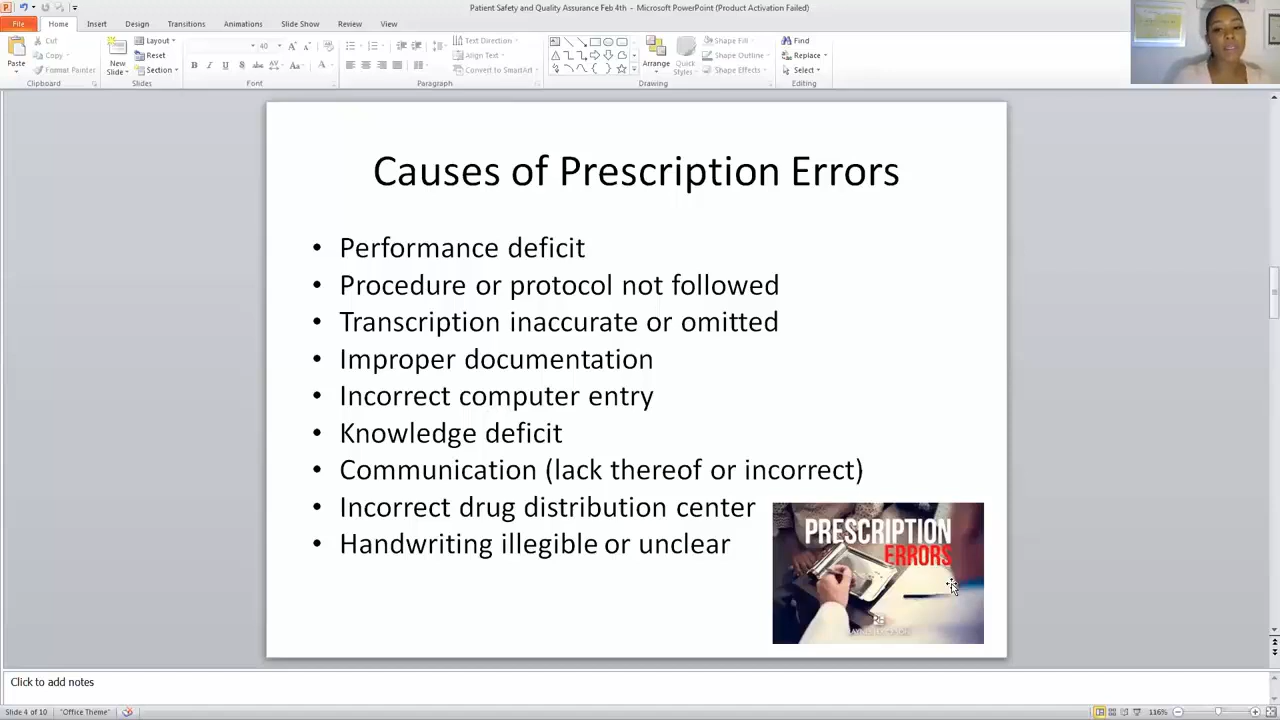 Patient Safety and Quality Assurance Feb 4th - Microsoft PowerPoint (Product Activation Failed)
File Home Insert Design Transitions Animations Slide Show Review View
Paste
Cut
Copy
Format Painter
Clipboard
New
Slide
Layout
Reset
Section
Slides
40
Font
Text Direction
Align Text
Convert to SmartArt
Paragraph
Arrange
Quick
Styles
Shape Fill
Shape Outline
Shape Effects
Drawing
Find
Replace
Select
Editing
Causes of Prescription Errors
• Performance deficit
• Procedure or protocol not followed
• Transcription inaccurate or omitted
• Improper documentation
• Incorrect computer entry
• Knowledge deficit
• Communication (lack thereof or incorrect)
• Incorrect drug distribution center
• Handwriting illegible or unclear
PRESCRIPTION
ERRORS
Click to add notes
Slide 4 of 10 "Office Theme" 116%